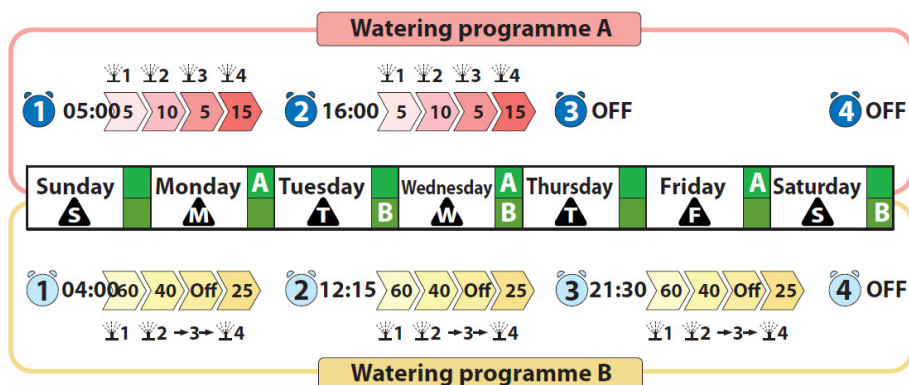 Watering programme A
1 2 3 4 1 2 3 4
1 05:00 5 10 5 15 2 16:00 5 10 5 15 3 OFF 4 OFF
Sunday Monday A Tuesday Wednesday A Thursday Friday A Saturday
S M T B W B T F S B
1 04:00 60 40 Off 25 2 12:15 60 40 Off 25 3 21:30 60 40 Off 25 4 OFF
1 2 →3→ 4 1 2 →3→ 4 1 2 →3→ 4
Watering programme B